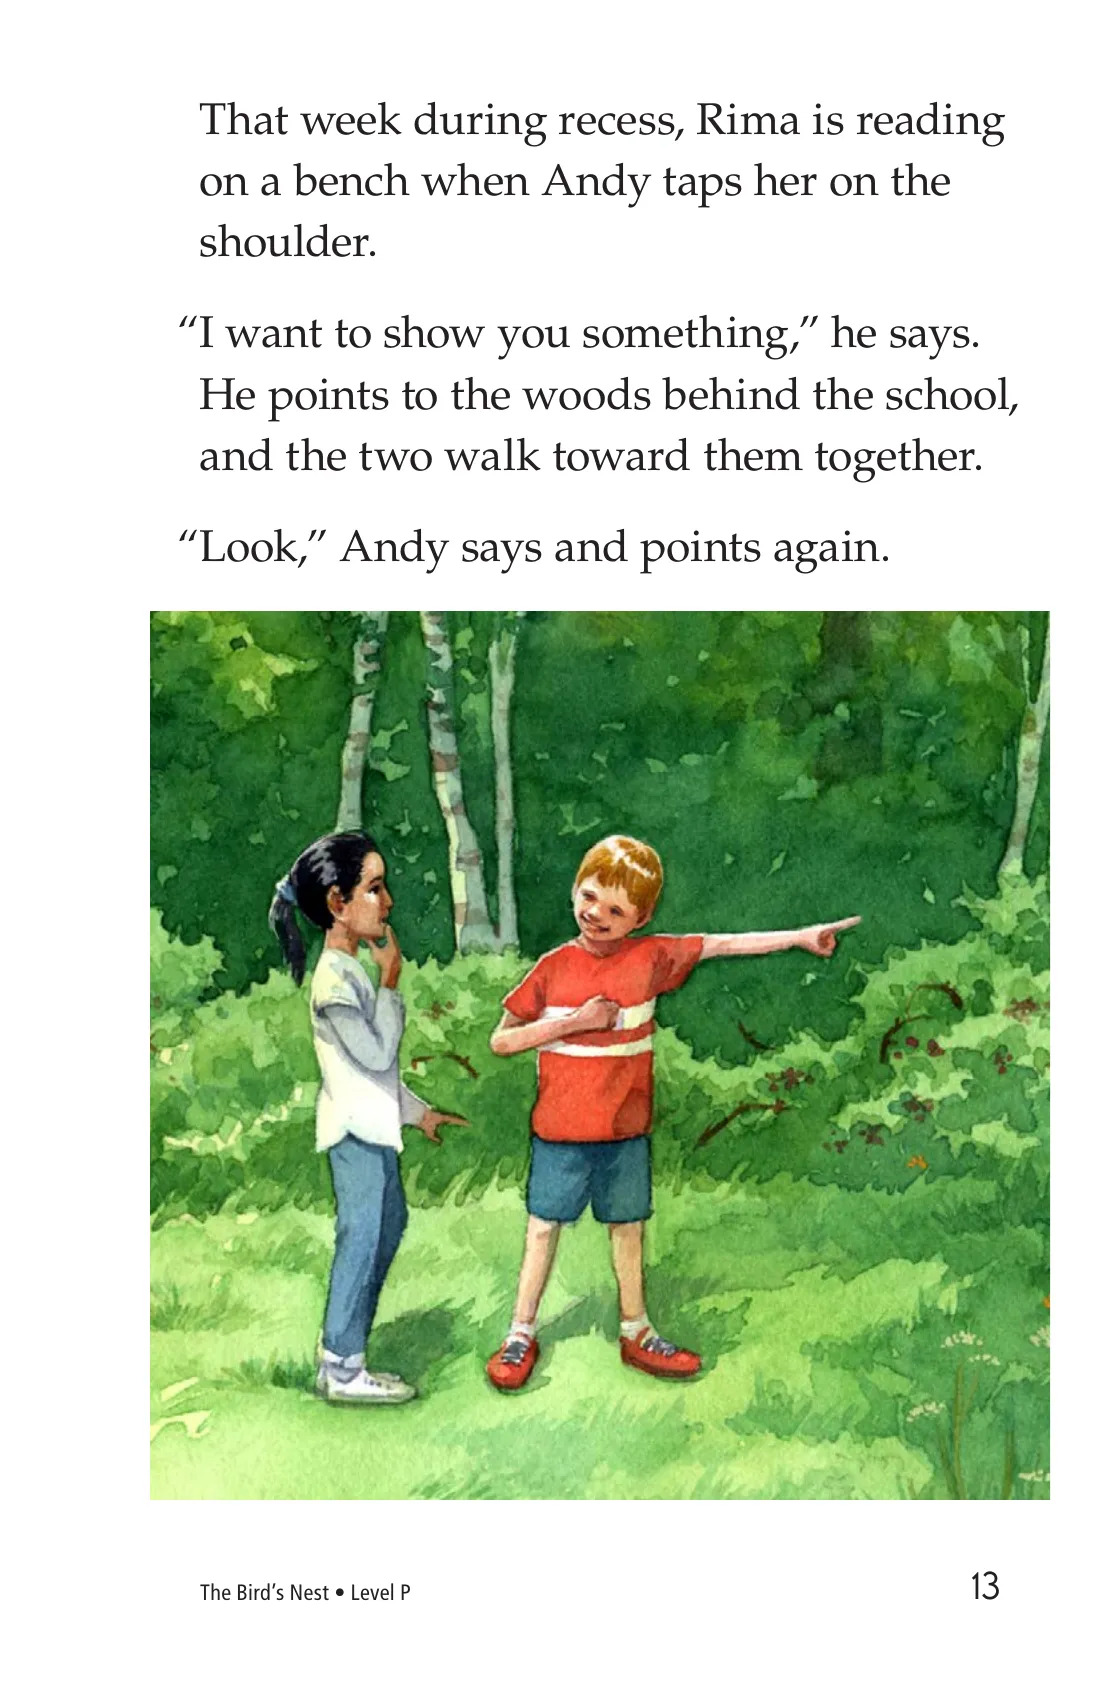 That week during recess, Rima is reading
on a bench when Andy taps her on the
shoulder.
“I want to show you something,” he says.
He points to the woods behind the school,
and the two walk toward them together.
“Look,” Andy says and points again.
The Bird’s Nest • Level P
13